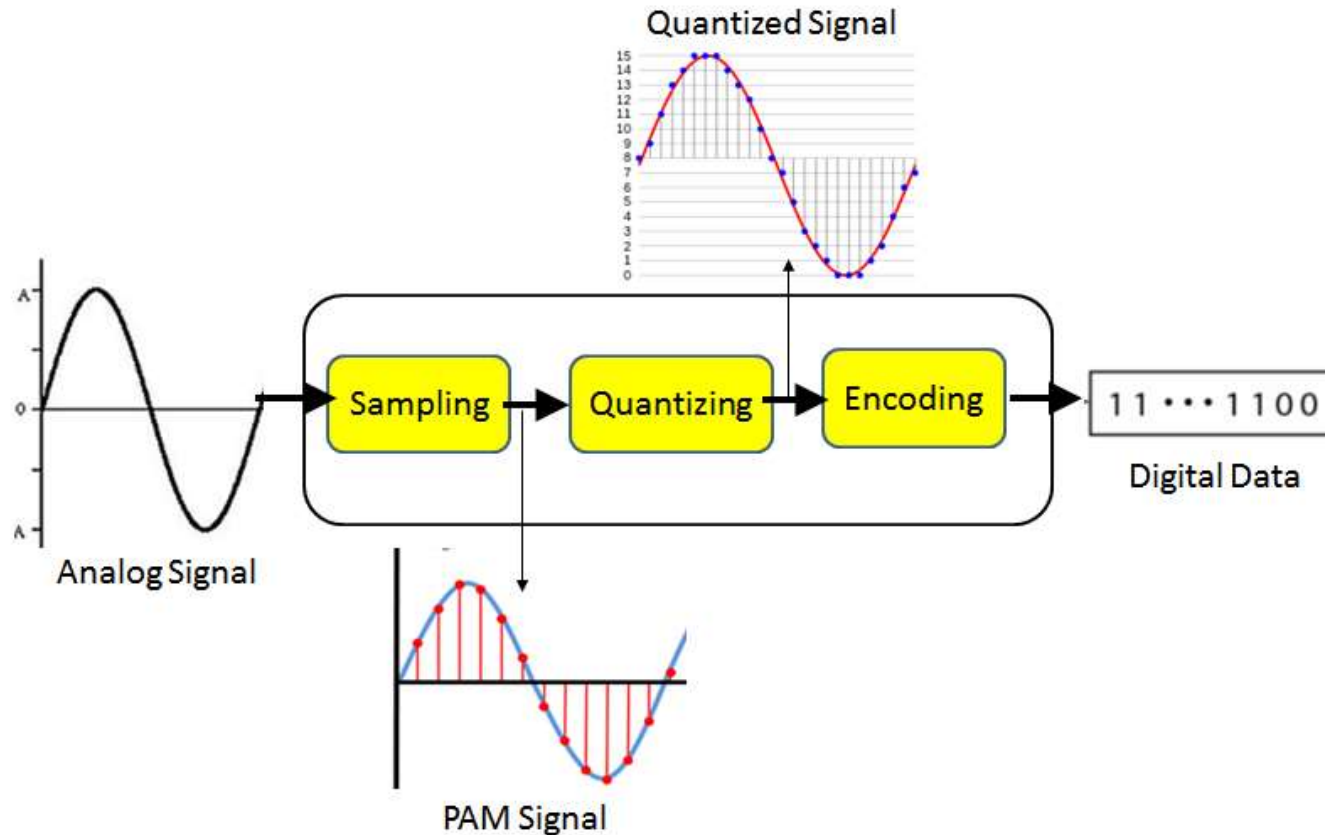 Quantized Signal
15
14
13
12
11
10
9
8
7
6
5
4
3
2
1
0
A
0
A
Analog Signal
Sampling
Quantizing
Encoding
11 ••• 1100
Digital Data
PAM Signal